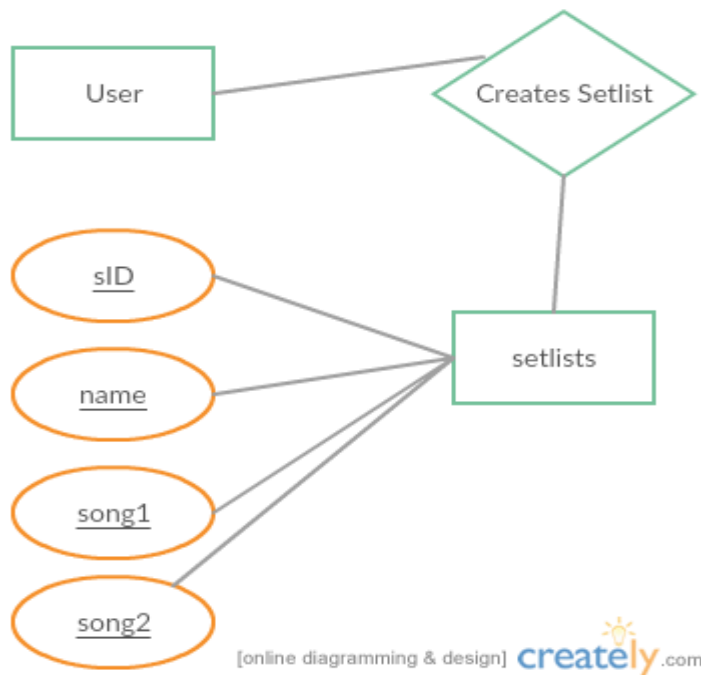 User
Creates Setlist
sID
name
setlists
song1
song2
[online diagramming & design] creately.com